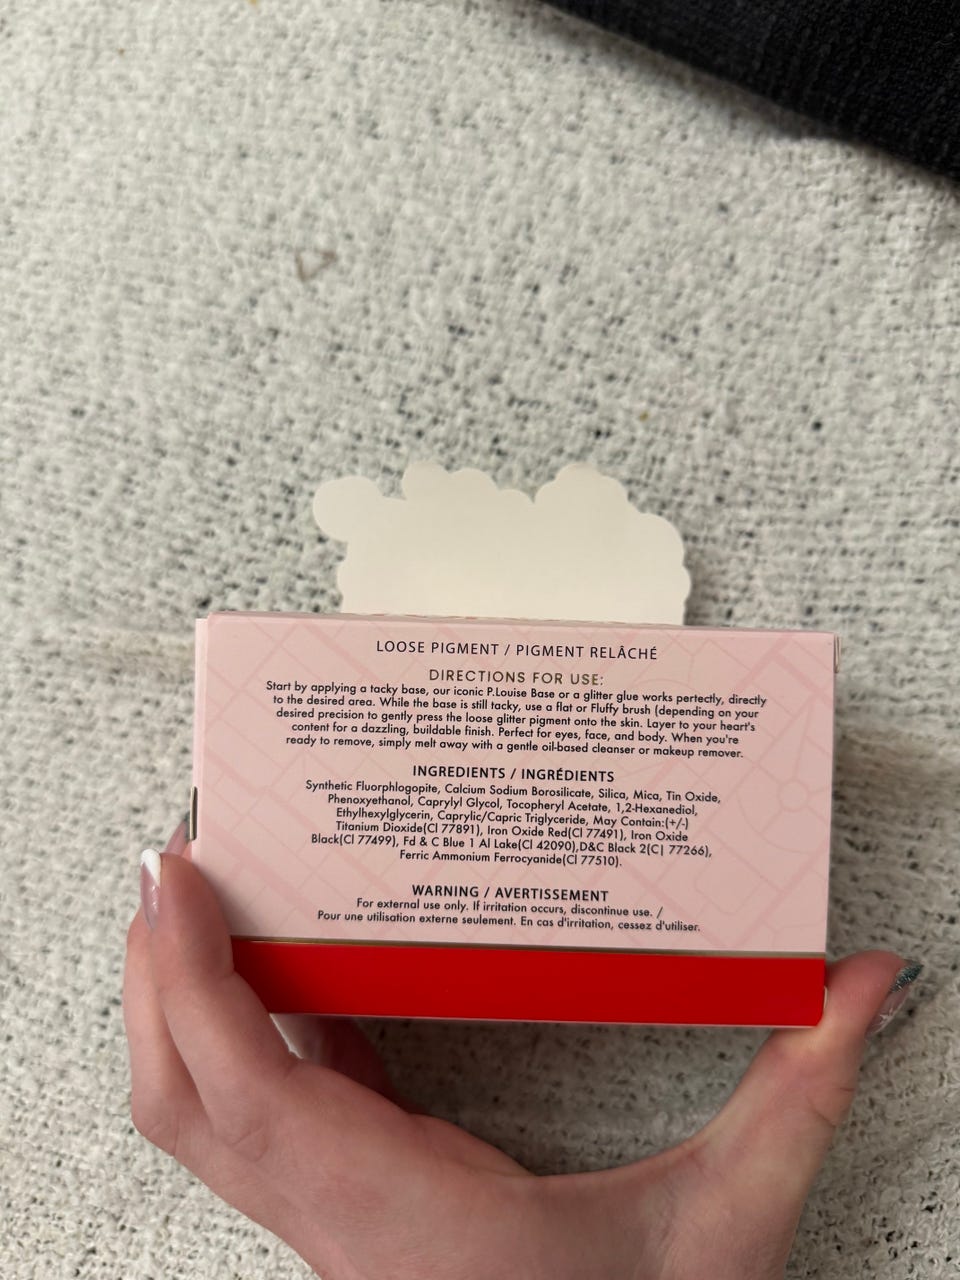 LOOSE PIGMENT / PIGMENT RELÂCHÉ
DIRECTIONS FOR USE:
Start by applying a tacky base, our iconic P.Louise Base or a glitter glue works pertectly, directly
to the desired area. While the base is still tacky, use a flat or Fluffy brush (depending on your
desired precision to gently press the loose glitter pigment onto the skin. Layer to your heart's
content for a dazzling, buildable finish. Perfect for eyes, face, and body. When you're
ready to remove, simply melt away with a gentle oil-based cleanser or makeup remover.
INGREDIENTS / INGRÉDIENTS
Synthetic Fluorphlogopite, Calcium Sodium Borosilicate, Silica, Mica, Tin Oxide,
Phenoxyethanol, Caprylyl Glycol, Tocopheryl Acetate, 1,2-Hexanediol,
Ethylhexylglycerin, Caprylic/Capric Triglyceride, May Contain:(+/-)
Titanium Dioxide(Cl 77891), Iron Oxide Red(Cl 77491), Iron Oxide
Black(Cl 77499), Fd & C Blue 1 Al Lake(Cl 42090),D&C Black 2(C| 77266),
Ferric Ammonium Ferrocyanide(Cl 77510).
WARNING / AVERTISSEMENT
For external use only. If irritation occurs, discontinue use. /
Pour une utilisation externe seulement. En cas d'irritation, cessez d'utiliser.